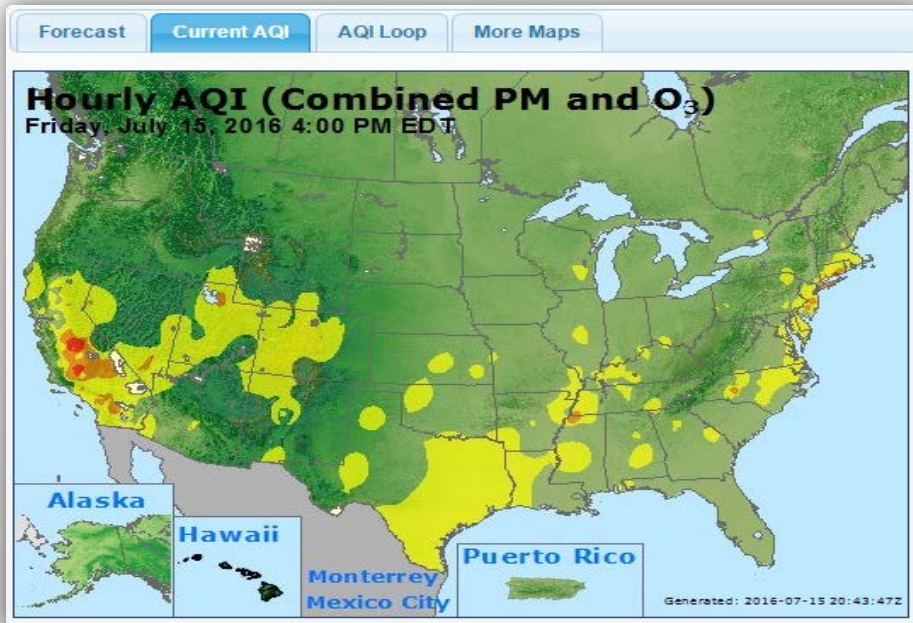 Forecast
Current AQI
AQI Loop
More Maps
Hourly AQI (Combined PM and O₃)
Friday, July 15, 2016 4:00 PM EDT
Alaska
Hawaii
Monterrey
Mexico City
Puerto Rico
Generated: 2016-07-15 20:43:47Z